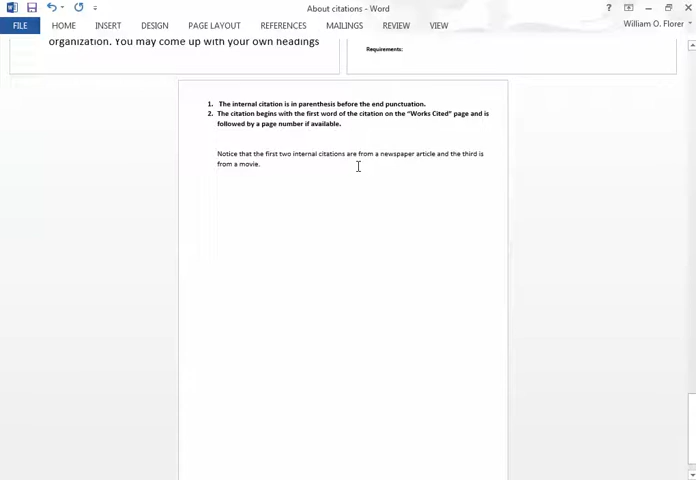 About citations - Word
?
William O. Florer
FILE HOME INSERT DESIGN PAGE LAYOUT REFERENCES MAILINGS REVIEW VIEW
organization. You may come up with your own headings
Requirements:
1. The internal citation is in parenthesis before the end punctuation.
2. The citation begins with the first word of the citation on the “Works Cited” page and is
followed by a page number if available.
Notice that the first two internal citations are from a newspaper article and the third is
from a movie.